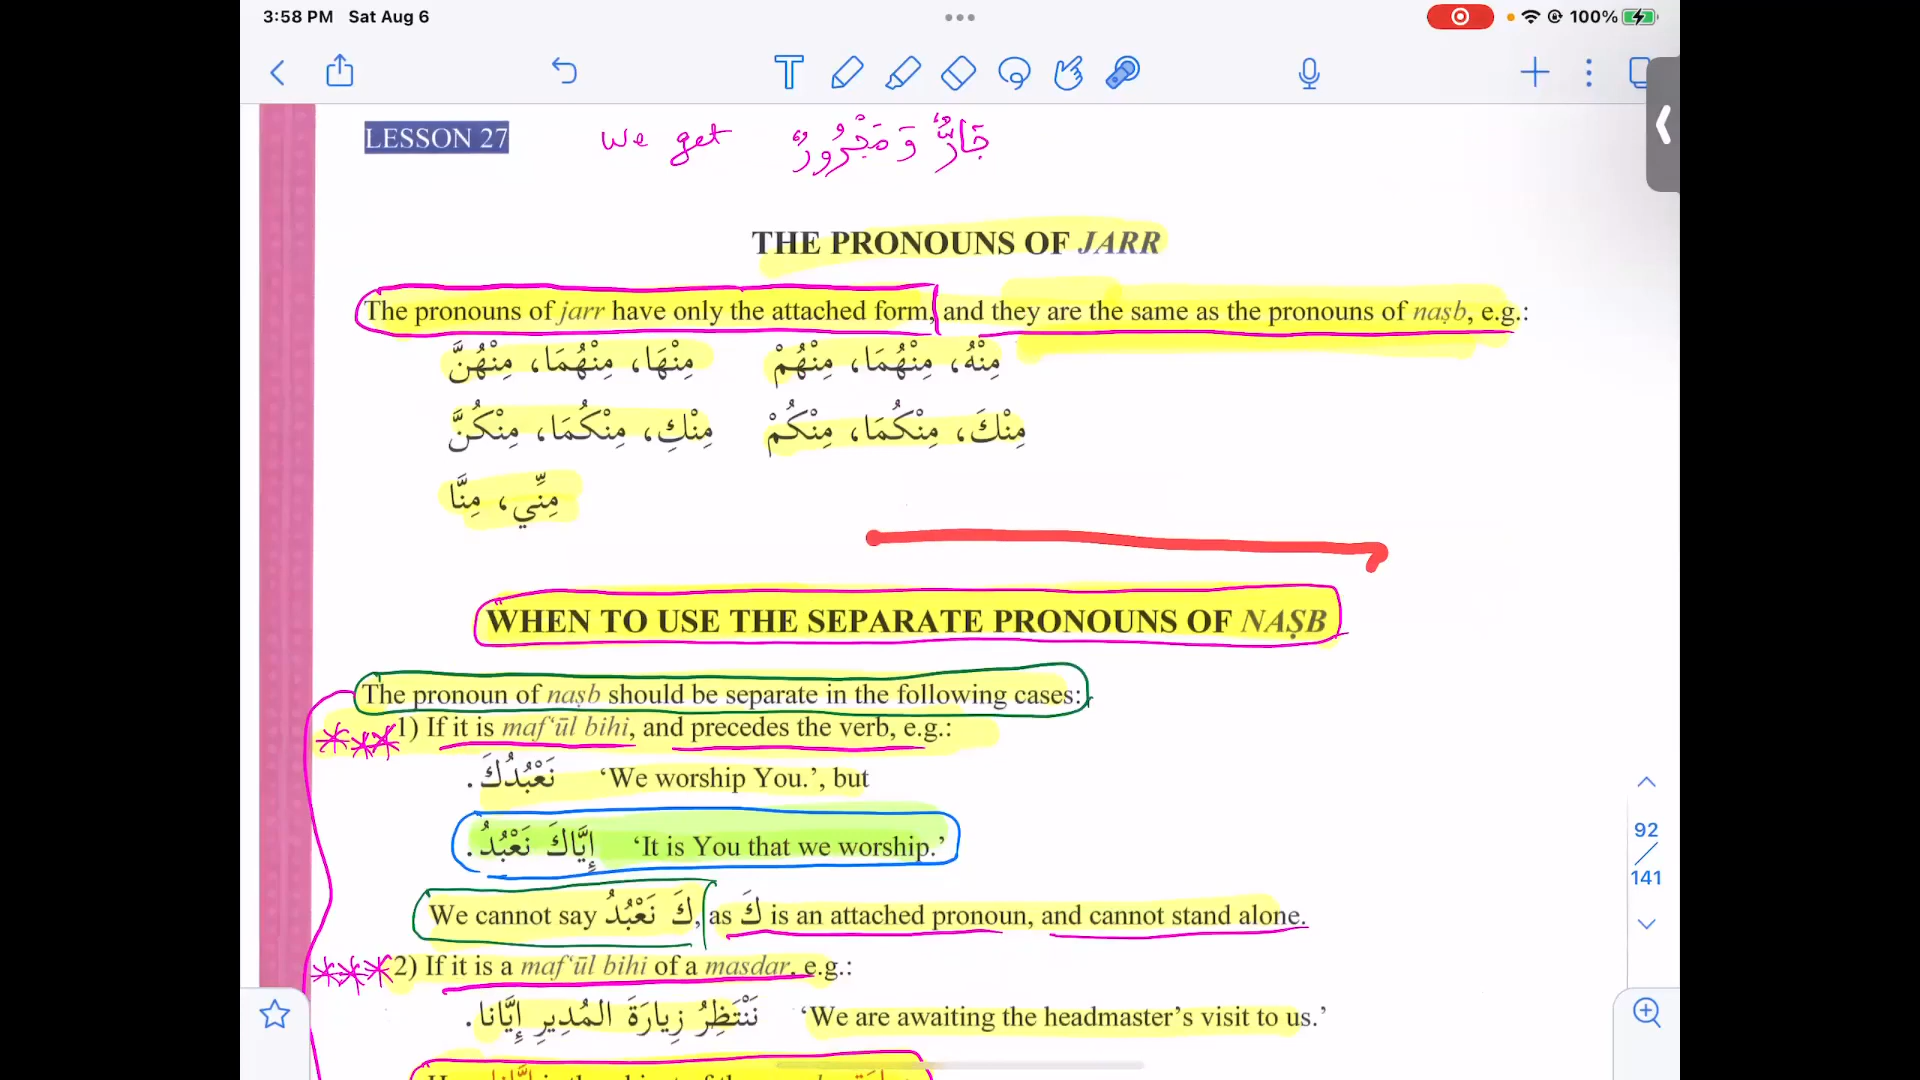 3:58 PM Sat Aug 6
100%
LESSON 27 We get جَارٌّ وَ مَجْرُورٌ
THE PRONOUNS OF JARR
The pronouns of jarr have only the attached form, and they are the same as the pronouns of naṣb, e.g.:
مِنْهُ، مِنْهُمَا، مِنْهُمْ مِنْهَا، مِنْهُمَا، مِنْهُنَّ
مِنْكَ، مِنْكُمَا، مِنْكُمْ مِنْكِ، مِنْكُمَا، مِنْكُنَّ
مِنِّي، مِنَّا
WHEN TO USE THE SEPARATE PRONOUNS OF NAṢB
The pronoun of naṣb should be separate in the following cases:
1) If it is maf‘ūl bihi, and precedes the verb, e.g.:
نَعْبُدُكَ. ‘We worship You.’, but
إِيَّاكَ نَعْبُدُ. ‘It is You that we worship.’
We cannot say كَ نَعْبُدُ, as كَ is an attached pronoun, and cannot stand alone.
2) If it is a maf‘ūl bihi of a masdar, e.g.:
نَنْتَظِرُ زِيارَةَ المُدِيرِ إِيَّانا. ‘We are awaiting the headmaster’s visit to us.’
92
141